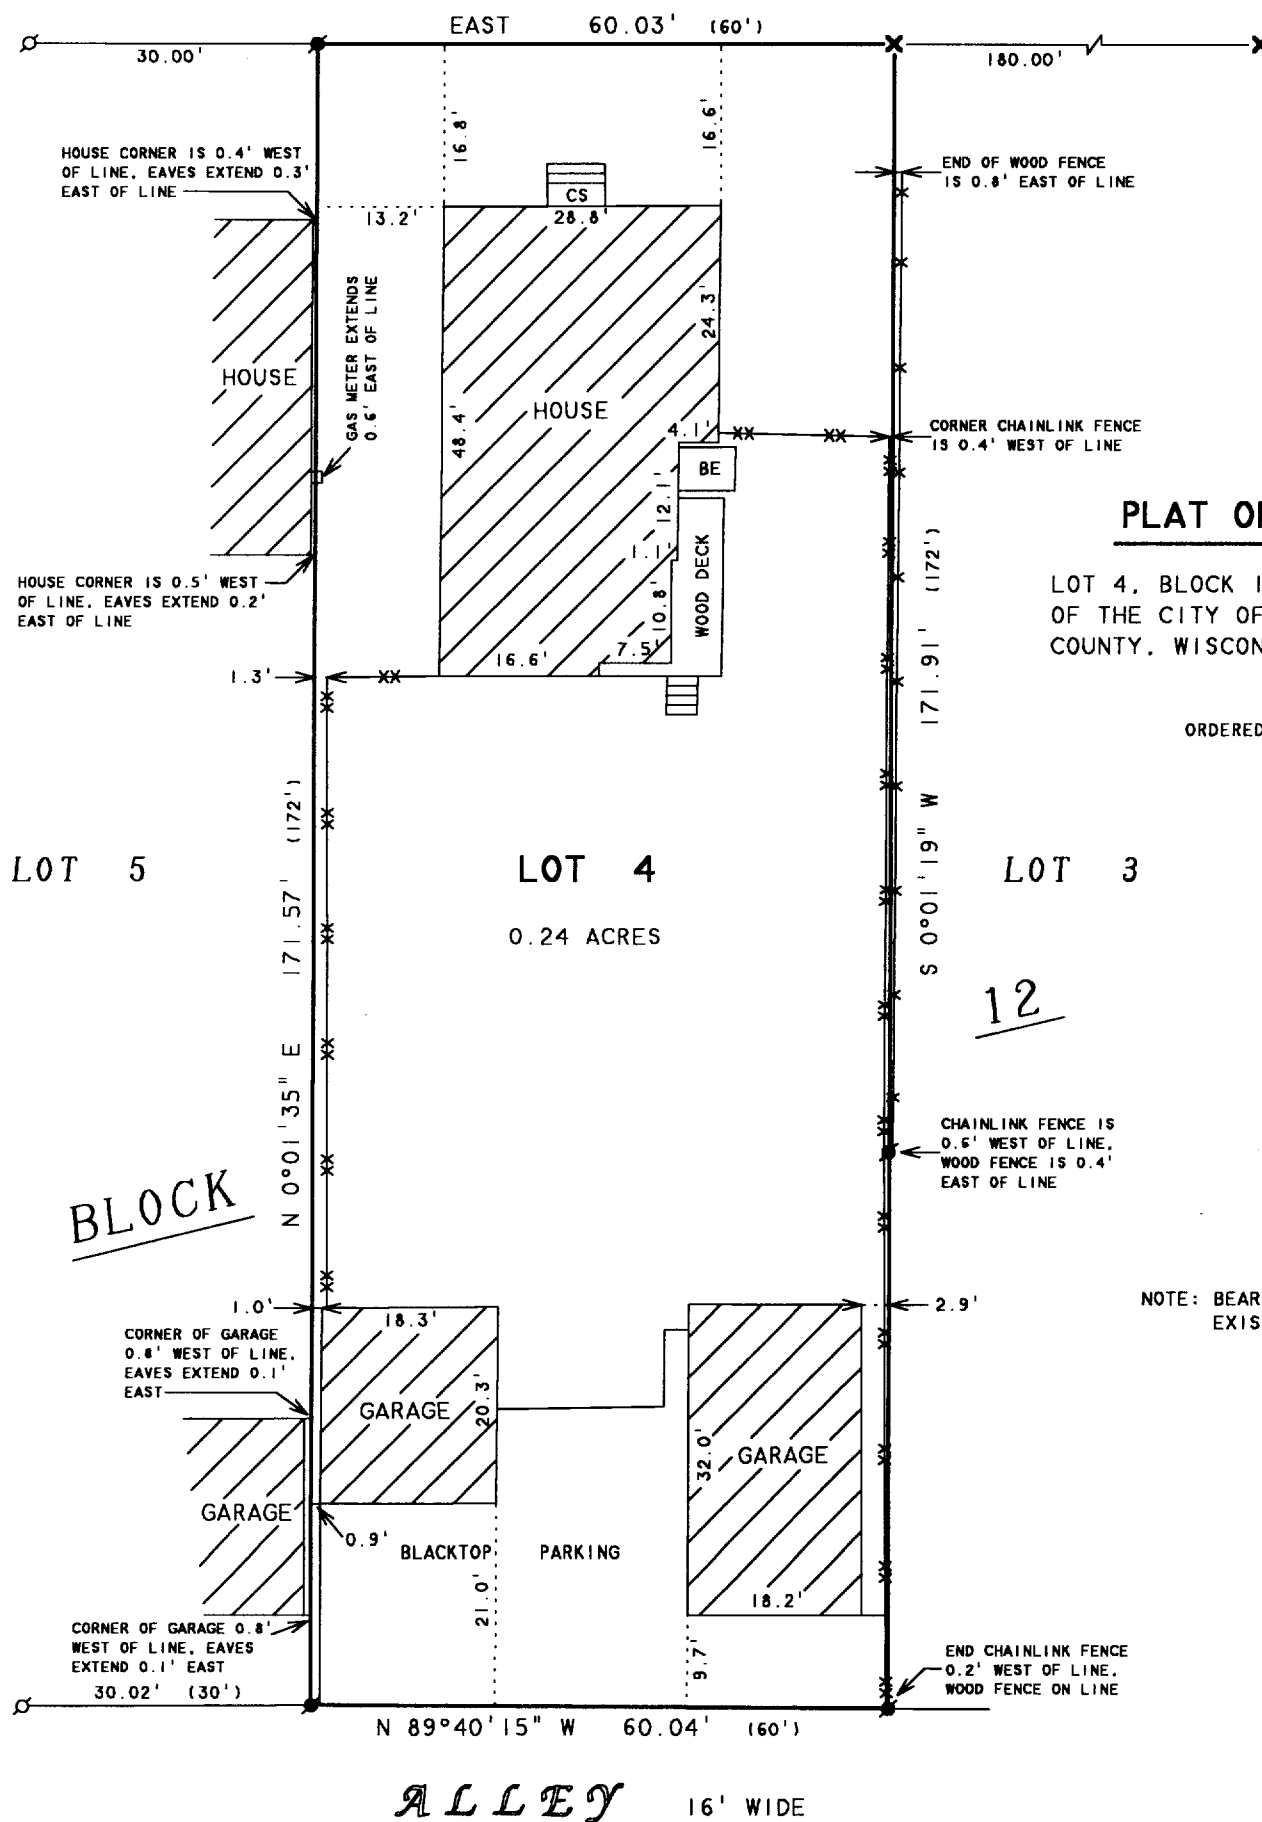 EAST 60.03' (60')
30.00'
180.00'
16.8'
16.6'
HOUSE CORNER IS 0.4' WEST
OF LINE, EAVES EXTEND 0.3'
EAST OF LINE
END OF WOOD FENCE
IS 0.8' EAST OF LINE
CS
13.2'
28.8'
GAS METER EXTENDS
0.6' EAST OF LINE
24.3'
HOUSE
HOUSE
48.4'
4.1'
CORNER CHAINLINK FENCE
IS 0.4' WEST OF LINE
BE
12.1'
PLAT O
1.1'
WOOD DECK
(172')
HOUSE CORNER IS 0.5' WEST
OF LINE, EAVES EXTEND 0.2'
EAST OF LINE
LOT 4, BLOCK 1
OF THE CITY OF
COUNTY, WISCON
10.8'
16.6'
7.5'
1.3'
171.91'
ORDERED
(172')
S 0°01'19" W
LOT 5
LOT 4
LOT 3
171.57'
0.24 ACRES
12
N 0°01'35" E
CHAINLINK FENCE IS
0.6' WEST OF LINE,
WOOD FENCE IS 0.4'
EAST OF LINE
BLOCK
1.0'
18.3'
2.9'
NOTE: BEAR
EXIS
CORNER OF GARAGE
0.8' WEST OF LINE,
EAVES EXTEND 0.1'
EAST
GARAGE
20.3'
32.0'
GARAGE
GARAGE
0.9'
BLACKTOP PARKING
21.0'
18.2'
9.7'
CORNER OF GARAGE 0.8'
WEST OF LINE, EAVES
EXTEND 0.1' EAST
END CHAINLINK FENCE
0.2' WEST OF LINE,
WOOD FENCE ON LINE
30.02' (30')
N 89°40'15" W 60.04' (60')
ALLEY 16' WIDE